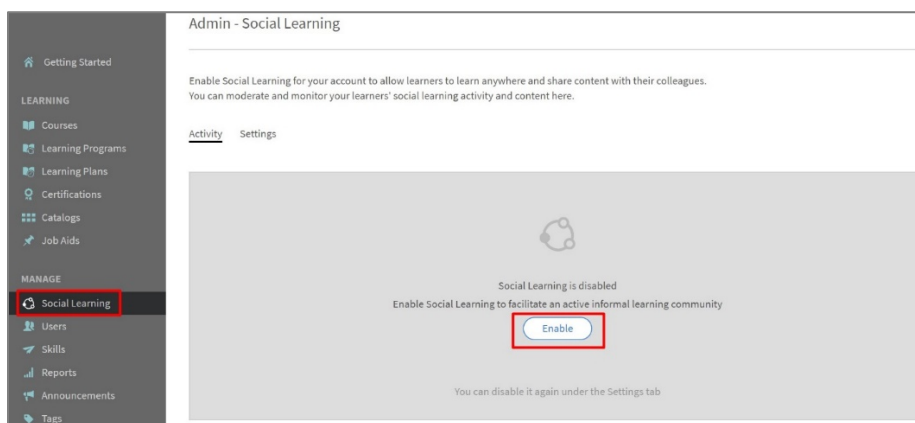 Admin - Social Learning
Getting Started
LEARNING
Courses
Learning Programs
Learning Plans
Certifications
Catalogs
Job Aids
MANAGE
Social Learning
Users
Skills
Reports
Announcements
Tags
Enable Social Learning for your account to allow learners to learn anywhere and share content with their colleagues.
You can moderate and monitor your learners' social learning activity and content here.
Activity Settings
Social Learning is disabled
Enable Social Learning to facilitate an active informal learning community
Enable
You can disable it again under the Settings tab